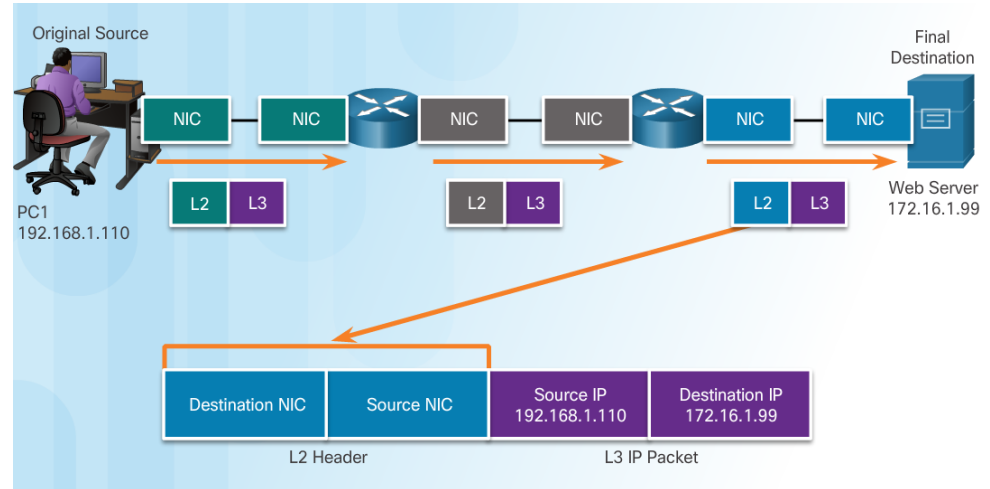 Original Source
Final
Destination
NIC
NIC
NIC
NIC
NIC
NIC
L2
L3
L2
L3
L2
L3
PC1
192.168.1.110
Web Server
172.16.1.99
Destination NIC
Source NIC
Source IP
192.168.1.110
Destination IP
172.16.1.99
L2 Header
L3 IP Packet